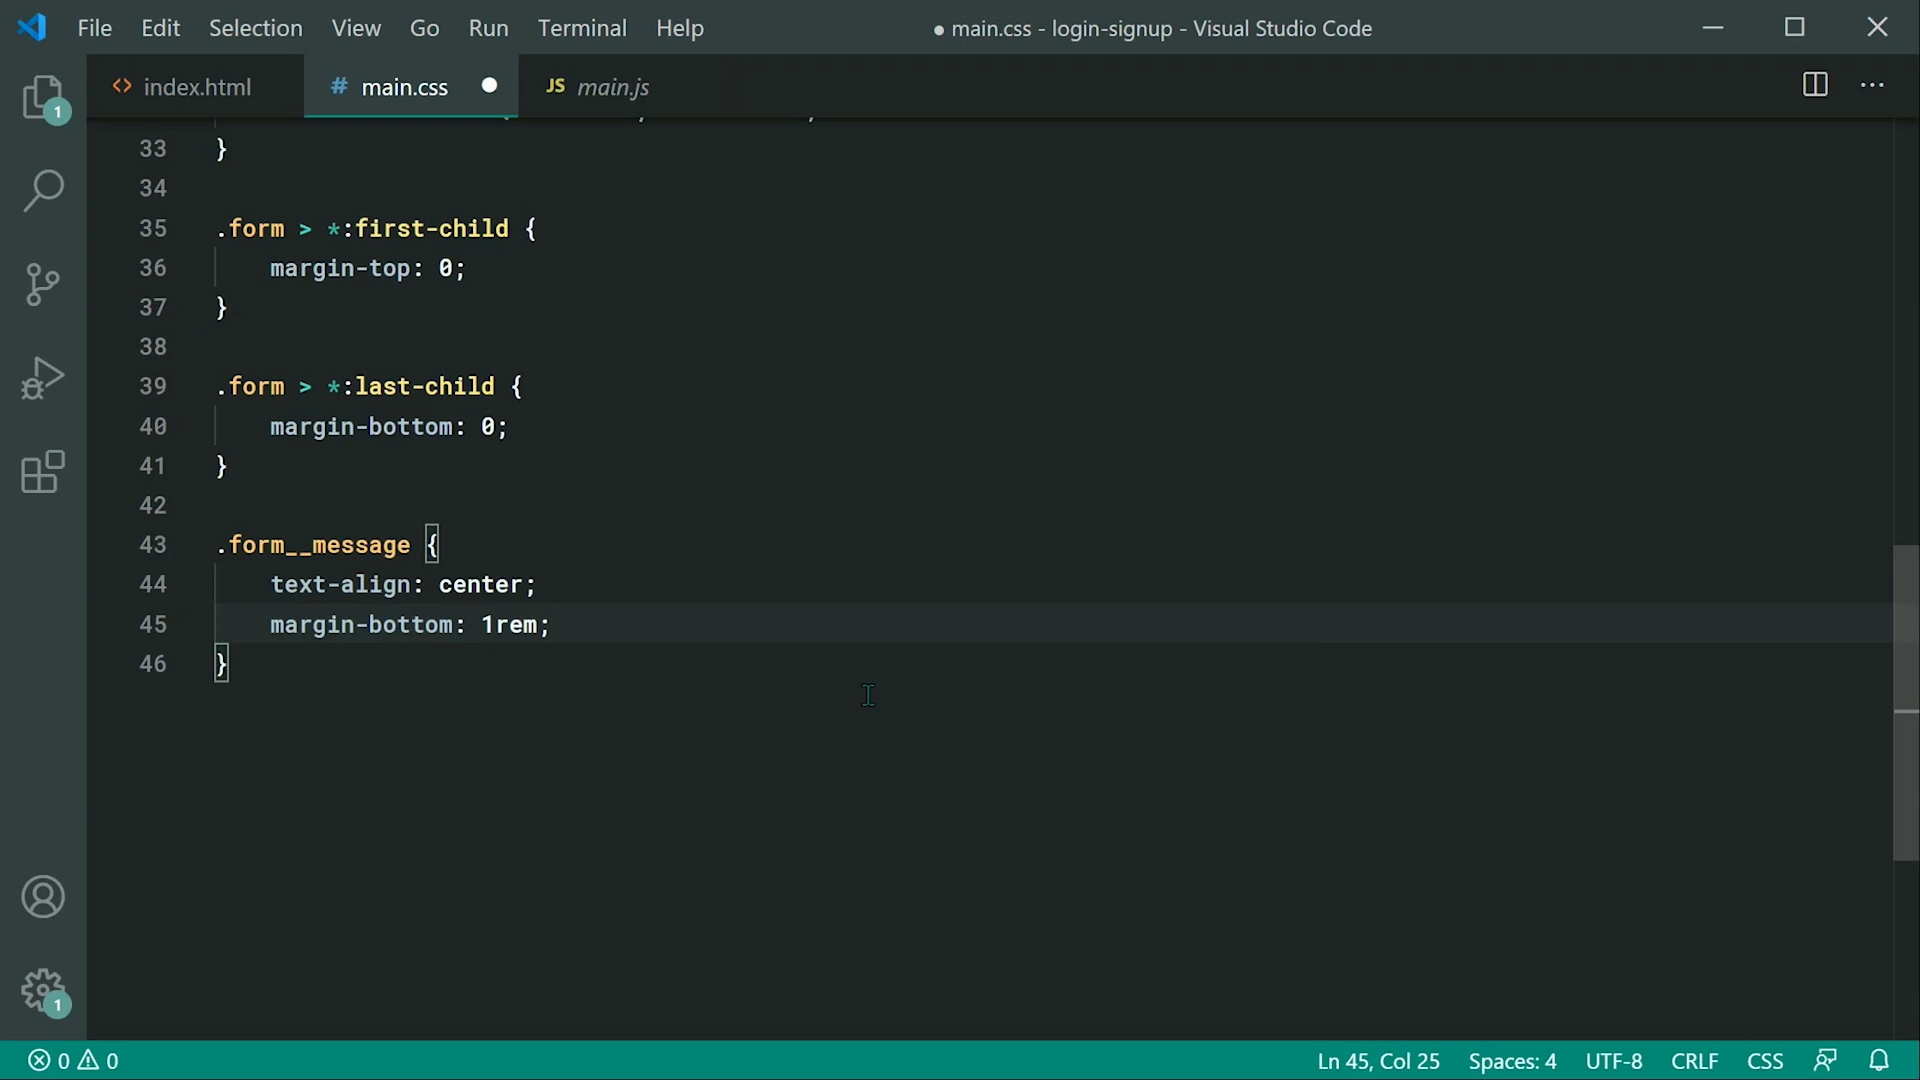 File Edit Selection View Go Run Terminal Help ● main.css - login-signup - Visual Studio Code
<> index.html # main.css ● JS main.js ...
33 }
34
35 .form > *:first-child {
36 margin-top: 0;
37 }
38
39 .form > *:last-child {
40 margin-bottom: 0;
41 }
42
43 .form__message {
44 text-align: center;
45 margin-bottom: 1rem;
46 }
1
1
0 0 Ln 45, Col 25 Spaces: 4 UTF-8 CRLF CSS